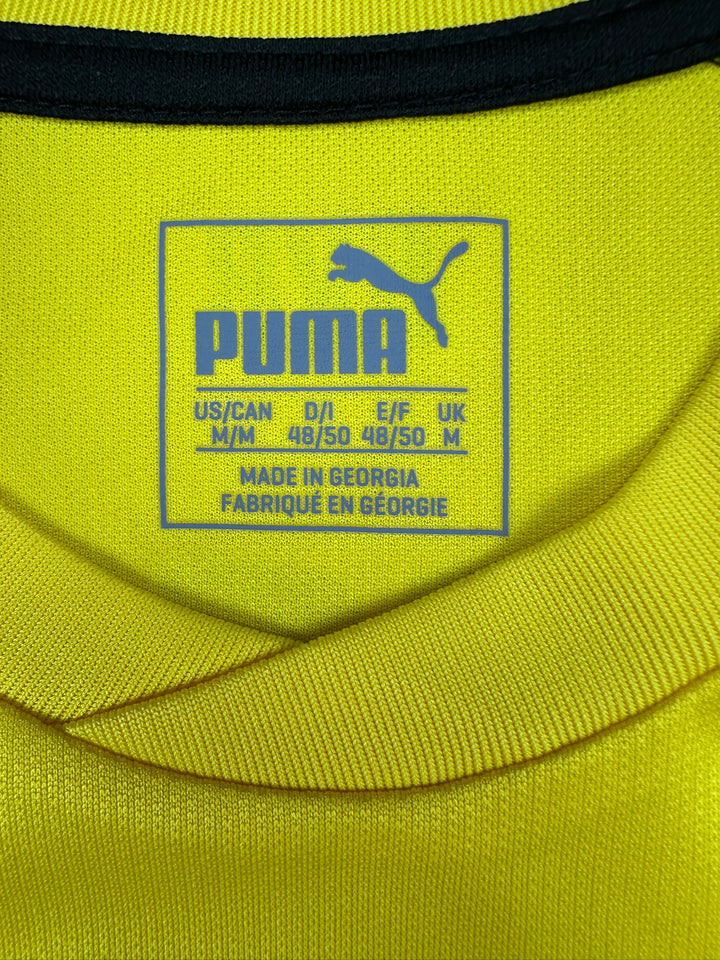 PUMA
US/CAN D/I E/F UK
M/M 48/50 48/50 M
MADE IN GEORGIA
FABRIQUÉ EN GÉORGIE